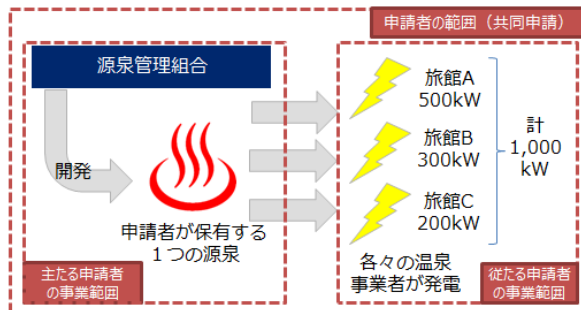 申請者の範囲（共同申請）
源泉管理組合
開発
申請者が保有する
１つの源泉
主たる申請者
の事業範囲
旅館A
500kW
旅館B
300kW
旅館C
200kW
計
1,000
kW
各々の温泉
事業者が発電
従たる申請者
の事業範囲